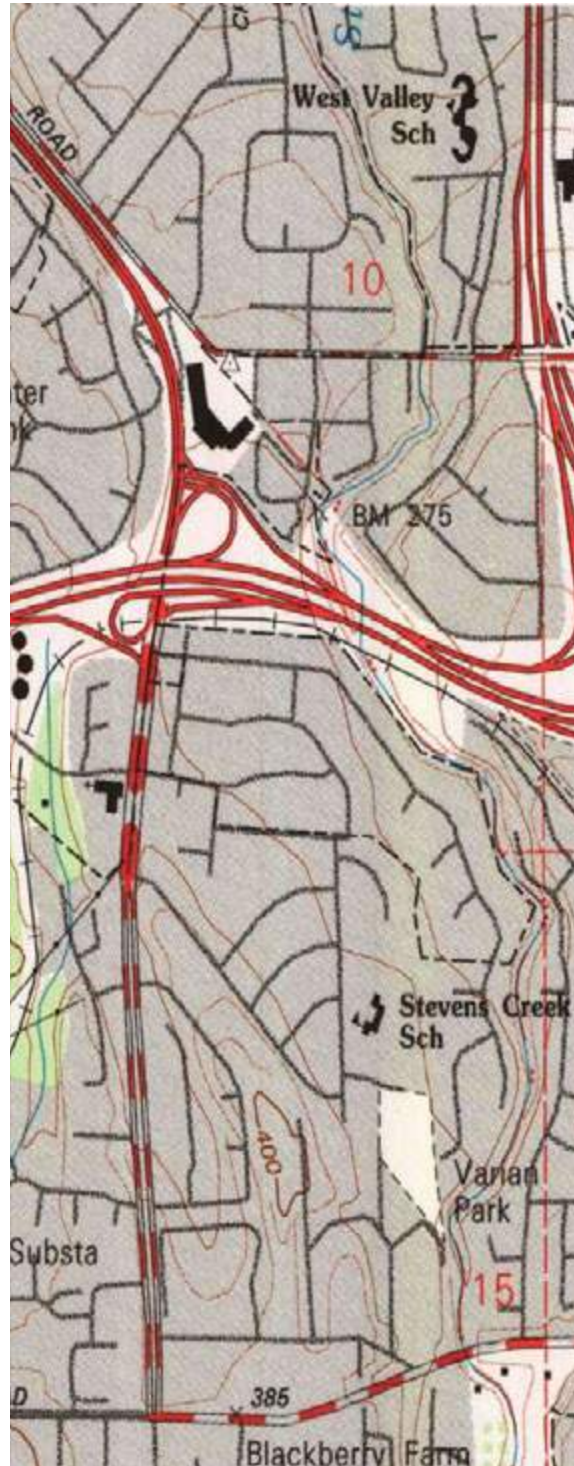 ROAD
West Valley
Sch
10
ter
BM 275
Stevens Creek
Sch
400
Varian
Park
Substa
15
D
385
Blackberry Farm